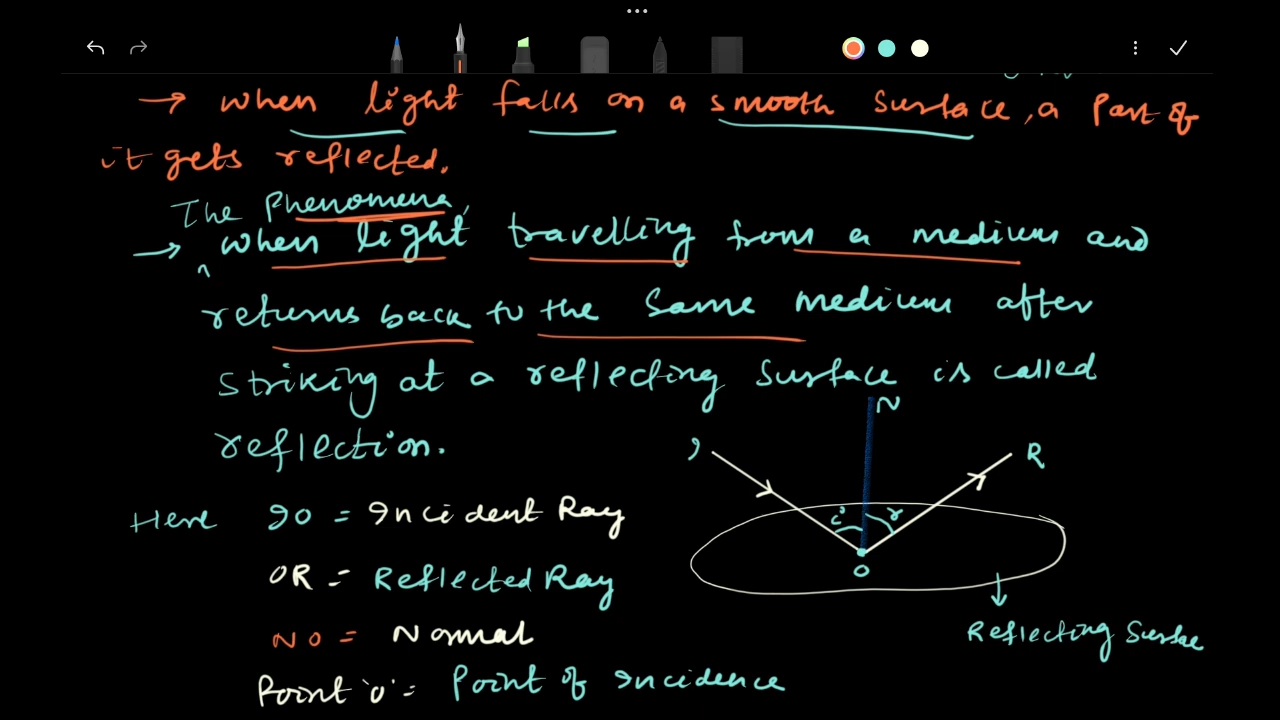 → when light falls on a smooth surface, a part of
it gets reflected.
The Phenomena,
→ ^ when light travelling from a medium and
returns back to the same medium after
striking at a reflecting surface is called
reflection.
N
I
R
i
r
O
Reflecting Surface
Here IO = Incident Ray
OR = Reflected Ray
NO = Normal
Point 'O' = Point of incidence